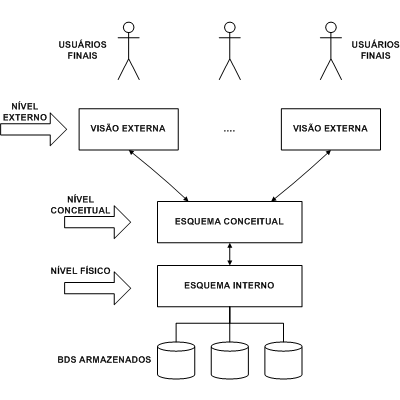 USUÁRIOS
FINAIS
USUÁRIOS
FINAIS
NÍVEL
EXTERNO
VISÃO EXTERNA
....
VISÃO EXTERNA
NÍVEL
CONCEITUAL
ESQUEMA CONCEITUAL
NÍVEL FÍSICO
ESQUEMA INTERNO
BDS ARMAZENADOS